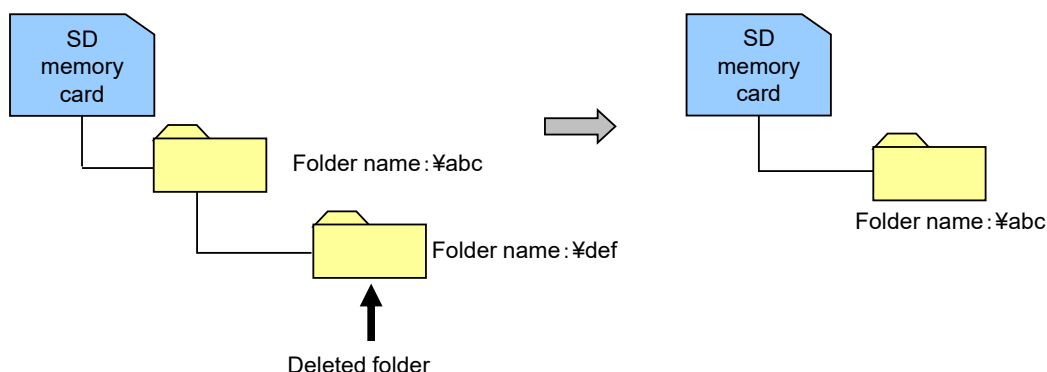 SD
memory
card
Folder name：¥abc
Folder name：¥def
Deleted folder
SD
memory
card
Folder name：¥abc